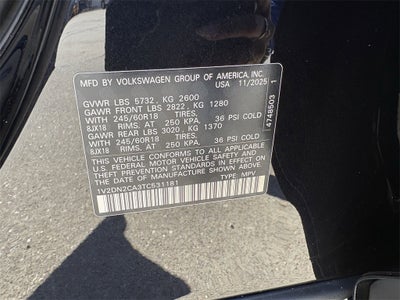 MFD. BY VOLKSWAGEN GROUP OF AMERICA, INC.
USA 11/2025
GVWR LBS 5732, KG 2600
GAWR FRONT LBS 2822, KG 1280
WITH 245/60R18 TIRES,
8JX18 RIMS, AT 250 KPA, 36 PSI COLD
GAWR REAR LBS 3020, KG 1370
WITH 245/60R18 TIRES,
8JX18 RIMS, AT 250 KPA, 36 PSI COLD
THIS VEHICLE CONFORMS TO ALL APPLICABLE U.S.
FEDERAL MOTOR VEHICLE SAFETY, BUMPER, AND
THEFT PREVENTION STANDARDS IN EFFECT ON THE
DATE OF MANUFACTURE SHOWN ABOVE.
1V2DN2CA3TC531181 TYPE: MPV
4748503 1